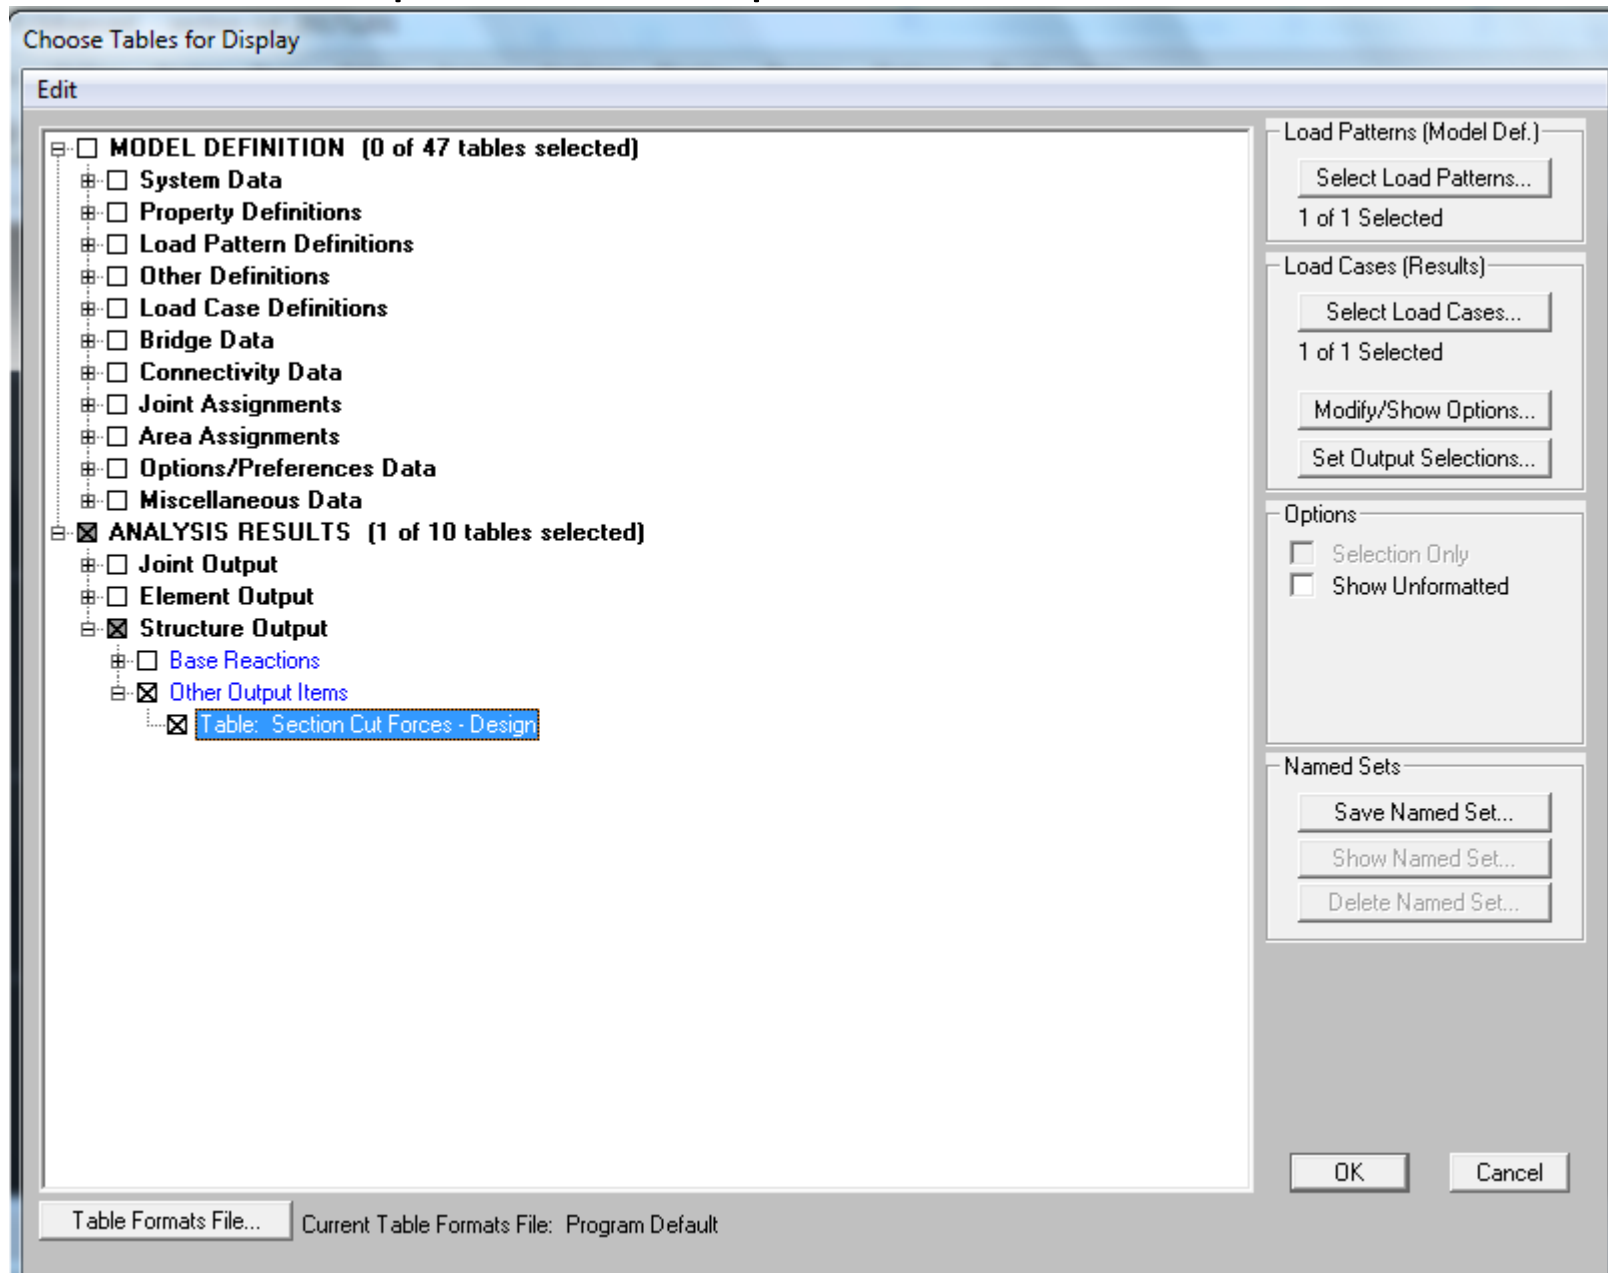 Choose Tables for Display
Edit
MODEL DEFINITION (0 of 47 tables selected)
System Data
Property Definitions
Load Pattern Definitions
Other Definitions
Load Case Definitions
Bridge Data
Connectivity Data
Joint Assignments
Area Assignments
Options/Preferences Data
Miscellaneous Data
ANALYSIS RESULTS (1 of 10 tables selected)
Joint Output
Element Output
Structure Output
Base Reactions
Other Output Items
Table: Section Cut Forces - Design
Load Patterns (Model Def.)
Select Load Patterns...
1 of 1 Selected
Load Cases (Results)
Select Load Cases...
1 of 1 Selected
Modify/Show Options...
Set Output Selections...
Options
Selection Only
Show Unformatted
Named Sets
Save Named Set...
Show Named Set...
Delete Named Set...
OK
Cancel
Table Formats File...
Current Table Formats File: Program Default